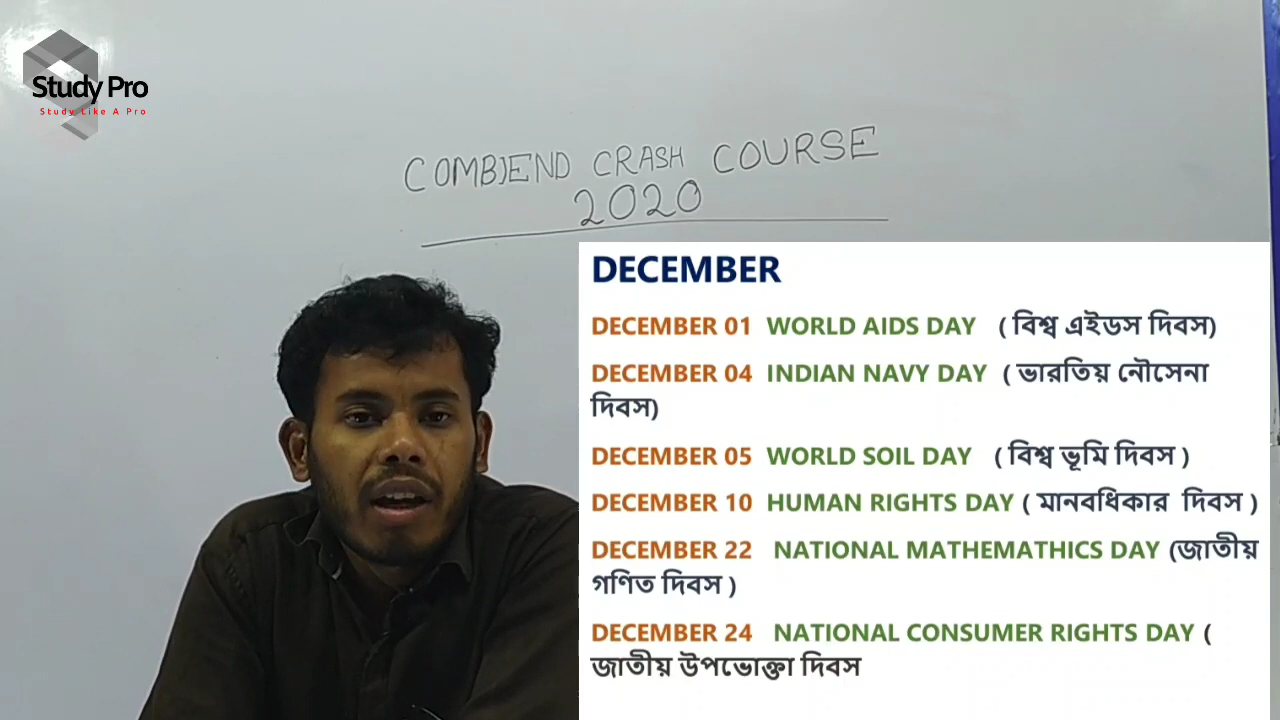 Study Pro
Study Like A Pro
COMBIEND CRASH COURSE
2020
DECEMBER
DECEMBER 01 WORLD AIDS DAY ( বিশ্ব এইডস দিবস)
DECEMBER 04 INDIAN NAVY DAY ( ভারতিয় নৌসেনা
দিবস)
DECEMBER 05 WORLD SOIL DAY ( বিশ্ব ভূমি দিবস )
DECEMBER 10 HUMAN RIGHTS DAY ( মানবধিকার দিবস )
DECEMBER 22 NATIONAL MATHEMATHICS DAY (জাতীয়
গণিত দিবস )
DECEMBER 24 NATIONAL CONSUMER RIGHTS DAY (
জাতীয় উপভোক্তা দিবস